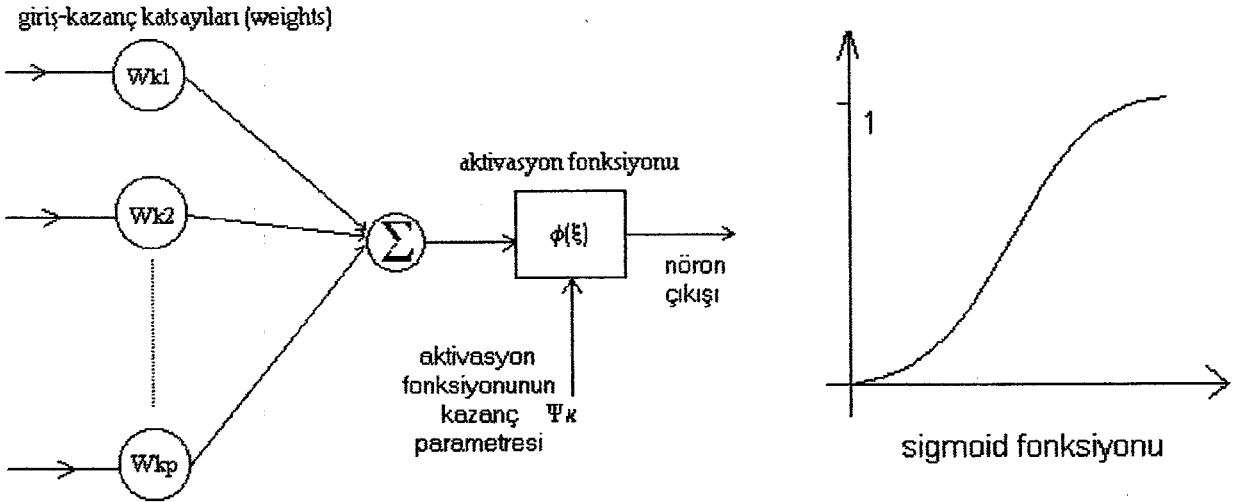 giriş-kazanç katsayıları (weights)
Wk1
Wk2
Wkp
Σ
aktivasyon fonksiyonu
ϕ(ξ)
nöron
çıkışı
aktivasyon
fonksiyonunun
kazanç Ψκ
parametresi
1
sigmoid fonksiyonu